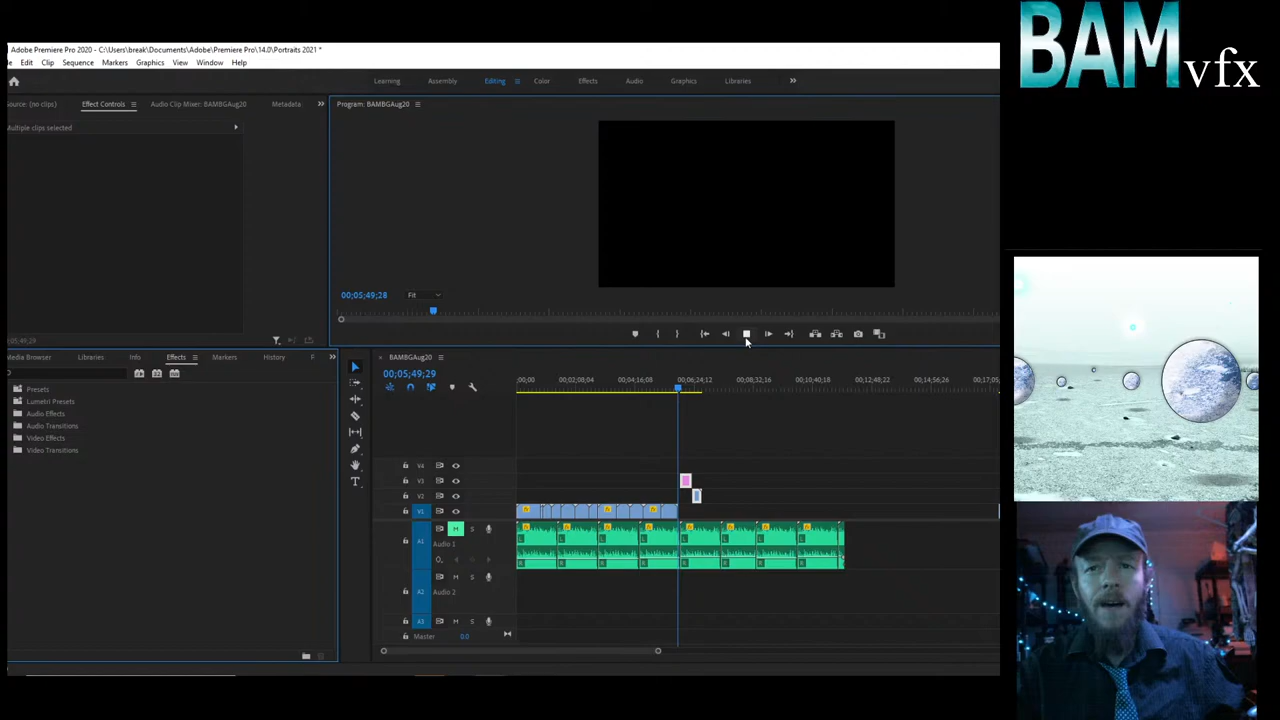 Adobe Premiere Pro 2020 - C:\Users\break\Documents\Adobe\Premiere Pro\14.0\Portraits 2021 *
Edit Clip Sequence Markers Graphics View Window Help
Learning Assembly Editing Color Effects Audio Graphics Libraries
Source: (no clips) Effect Controls Audio Clip Mixer: BAMBGAug20 Metadata
Program: BAMBGAug20
Multiple clips selected
00;05;49;28 Fit
;05;49;29
Media Browser Libraries Info Effects Markers History F
Presets
Lumetri Presets
Audio Effects
Audio Transitions
Video Effects
Video Transitions
× BAMBGAug20
00;05;49;29
;00;00 00;02;08;04 00;04;16;08 00;06;24;12 00;08;32;16 00;10;40;18 00;12;48;22 00;14;56;26 00;17;05;
V4
V3
V2
V1
A1 M S
Audio 1
A2 M S
Audio 2
A3 M S
Master 0.0
BAM vfx